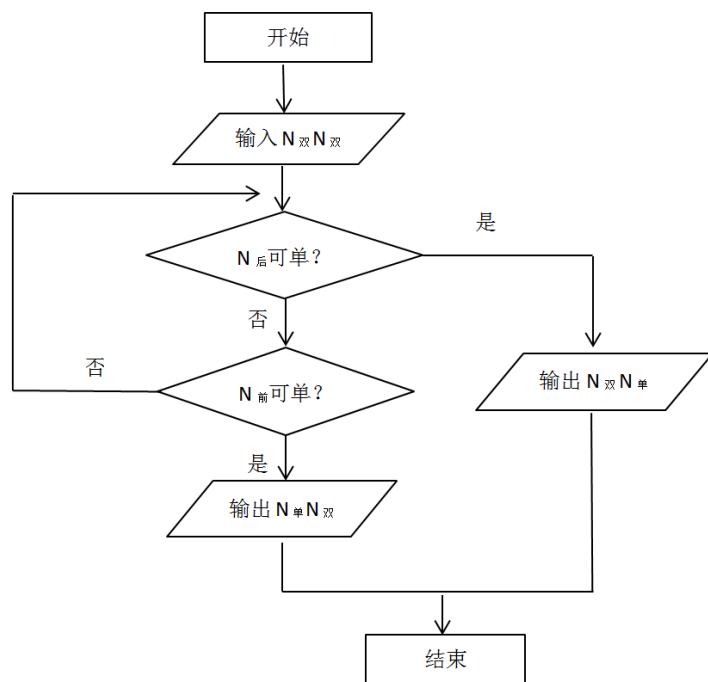 开始
输入 N双N双
是
N后可单？
否
否
N前可单？
输出 N双N单
是
输出 N单N双
结束